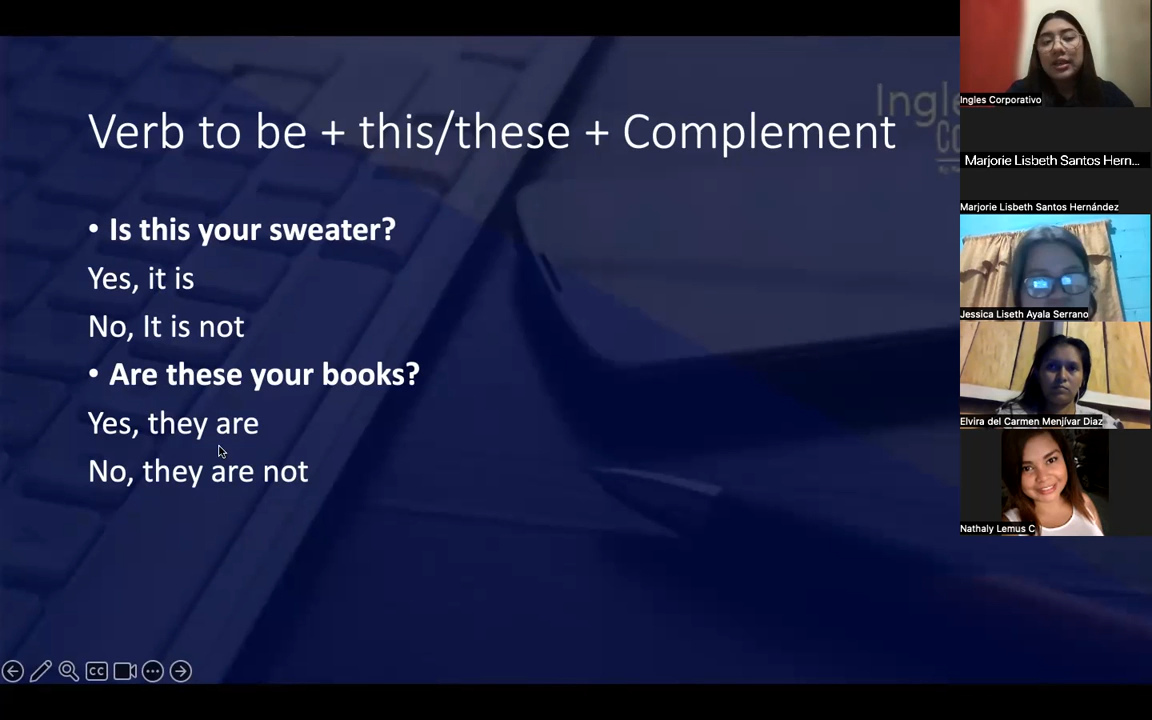 Verb to be + this/these + Complement
• Is this your sweater?
Yes, it is
No, It is not
• Are these your books?
Yes, they are
No, they are not
Ingles Corporativo
Marjorie Lisbeth Santos Hern...
Marjorie Lisbeth Santos Hernández
Jessica Liseth Ayala Serrano
Elvira del Carmen Menjívar Diaz
Nathaly Lemus C.
CC